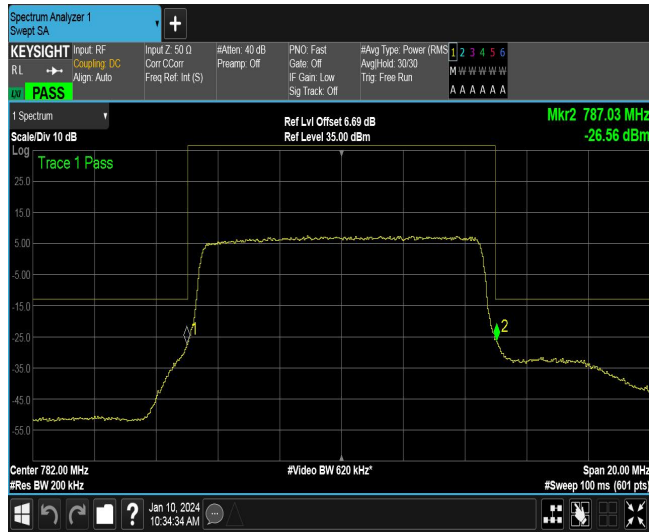 Spectrum Analyzer 1
Swept SA
+
KEYSIGHT Input: RF Input Z: 50 Ω #Atten: 40 dB PNO: Fast #Avg Type: Power (RMS 1 2 3 4 5 6
RL Coupling: DC Corr CCorr Preamp: Off Gate: Off Avg|Hold: 30/30 M W W W W W
Align: Auto Freq Ref: Int (S) IF Gain: Low Trig: Free Run
LXI PASS Sig Track: Off A A A A A A
1 Spectrum Ref Lvl Offset 6.69 dB Mkr2 787.03 MHz
Scale/Div 10 dB Ref Level 35.00 dBm -26.56 dBm
Log
Trace 1 Pass
25.0
15.0
5.00
-5.00
-15.0
1 2
-25.0
-35.0
-45.0
-55.0
Center 782.00 MHz #Video BW 620 kHz* Span 20.00 MHz
#Res BW 200 kHz #Sweep 100 ms (601 pts)
? Jan 10, 2024
10:34:34 AM